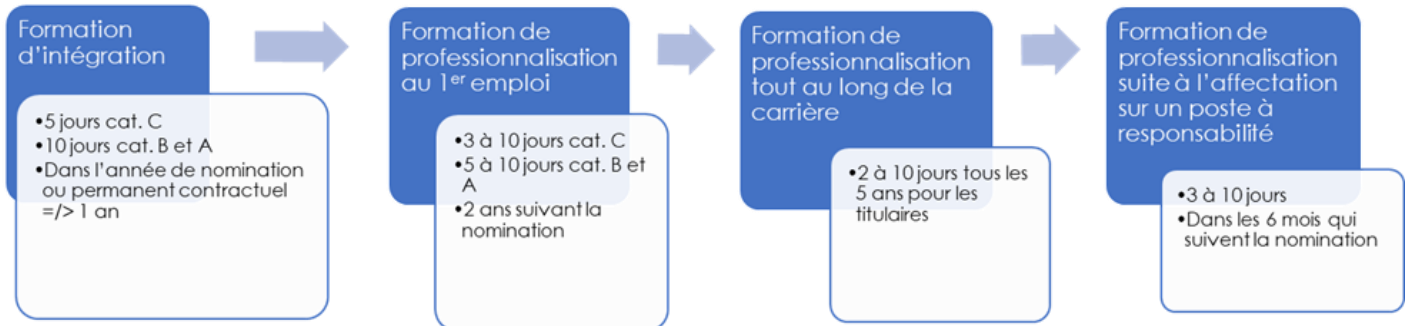 Formation
d'intégration
•5 jours cat. C
•10 jours cat. B et A
•Dans l'année de nomination
ou permanent contractuel
=/> 1 an
Formation de
professionnalisation
au 1er emploi
•3 à 10 jours cat. C
•5 à 10 jours cat. B et
A
•2 ans suivant la
nomination
Formation de
professionnalisation
tout au long de la
carrière
•2 à 10 jours tous les
5 ans pour les
titulaires
Formation de
professionnalisation
suite à l'affectation
sur un poste à
responsabilité
•3 à 10 jours
•Dans les 6 mois qui
suivent la nomination